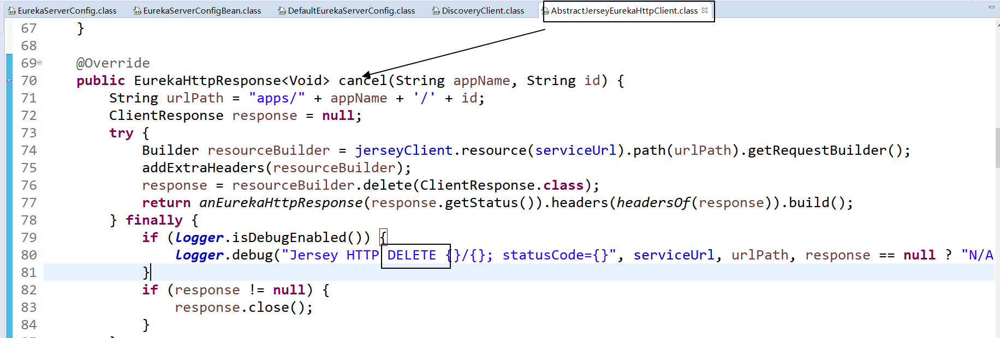 EurekaServerConfig.class EurekaServerConfigBean.class DefaultEurekaServerConfig.class DiscoveryClient.class AbstractJerseyEurekaHttpClient.class
67 }
68
69 @Override
70 public EurekaHttpResponse<Void> cancel(String appName, String id) {
71 String urlPath = "apps/" + appName + '/' + id;
72 ClientResponse response = null;
73 try {
74 Builder resourceBuilder = jerseyClient.resource(serviceUrl).path(urlPath).getRequestBuilder();
75 addExtraHeaders(resourceBuilder);
76 response = resourceBuilder.delete(ClientResponse.class);
77 return anEurekaHttpResponse(response.getStatus()).headers(headersOf(response)).build();
78 } finally {
79 if (logger.isDebugEnabled()) {
80 logger.debug("Jersey HTTP DELETE {}/{}; statusCode={}", serviceUrl, urlPath, response == null ? "N/A
81 }
82 if (response != null) {
83 response.close();
84 }